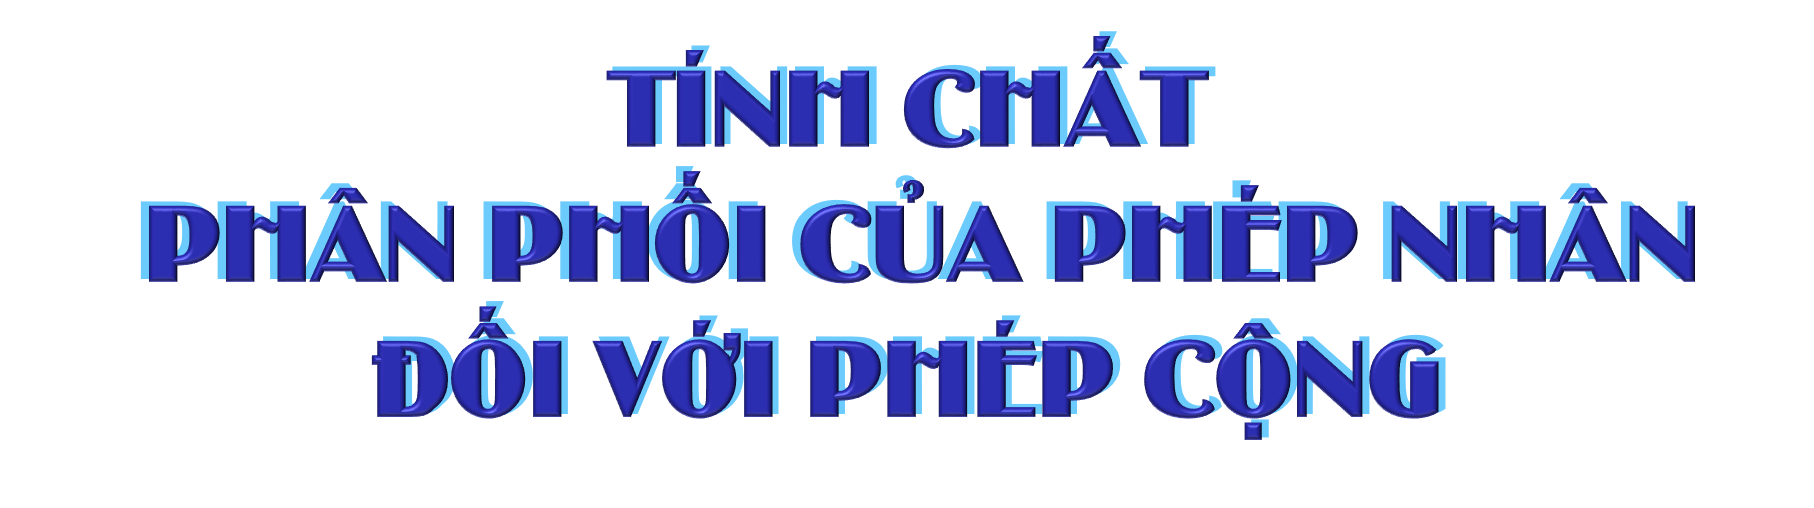 TÍNH CHẤT
PHÂN PHỐI CỦA PHÉP NHÂN
ĐỐI VỚI PHÉP CỘNG